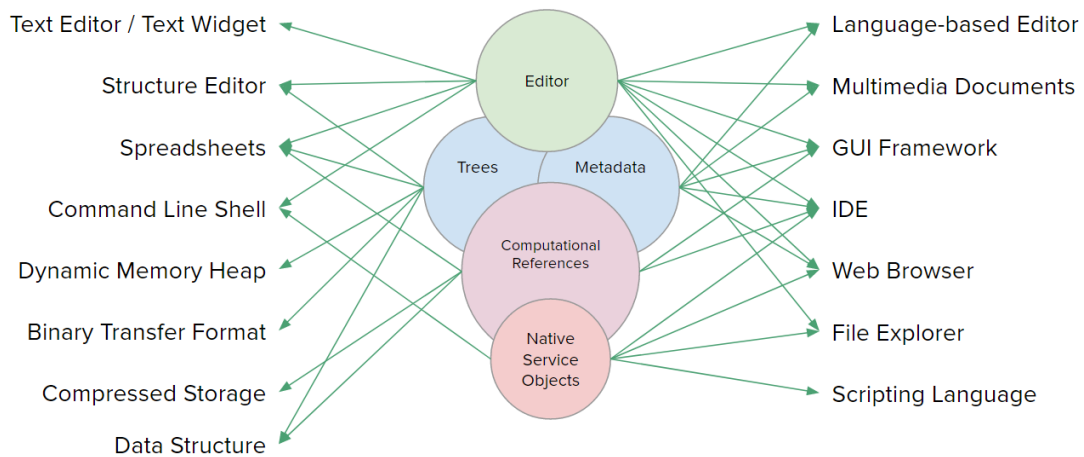 Text Editor / Text Widget
Structure Editor
Spreadsheets
Command Line Shell
Dynamic Memory Heap
Binary Transfer Format
Compressed Storage
Data Structure
Editor
Trees
Metadata
Computational
References
Native
Service
Objects
Language-based Editor
Multimedia Documents
GUI Framework
IDE
Web Browser
File Explorer
Scripting Language